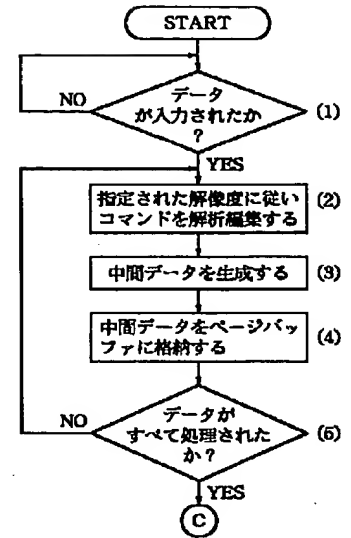 START
データ
が入力されたか
?
NO
(1)
YES
指定された解像度に従い
コマンドを解析編集する
(2)
中間データを生成する
(3)
中間データをページバッ
ファに格納する
(4)
データが
すべて処理された
か?
NO
(5)
YES
C